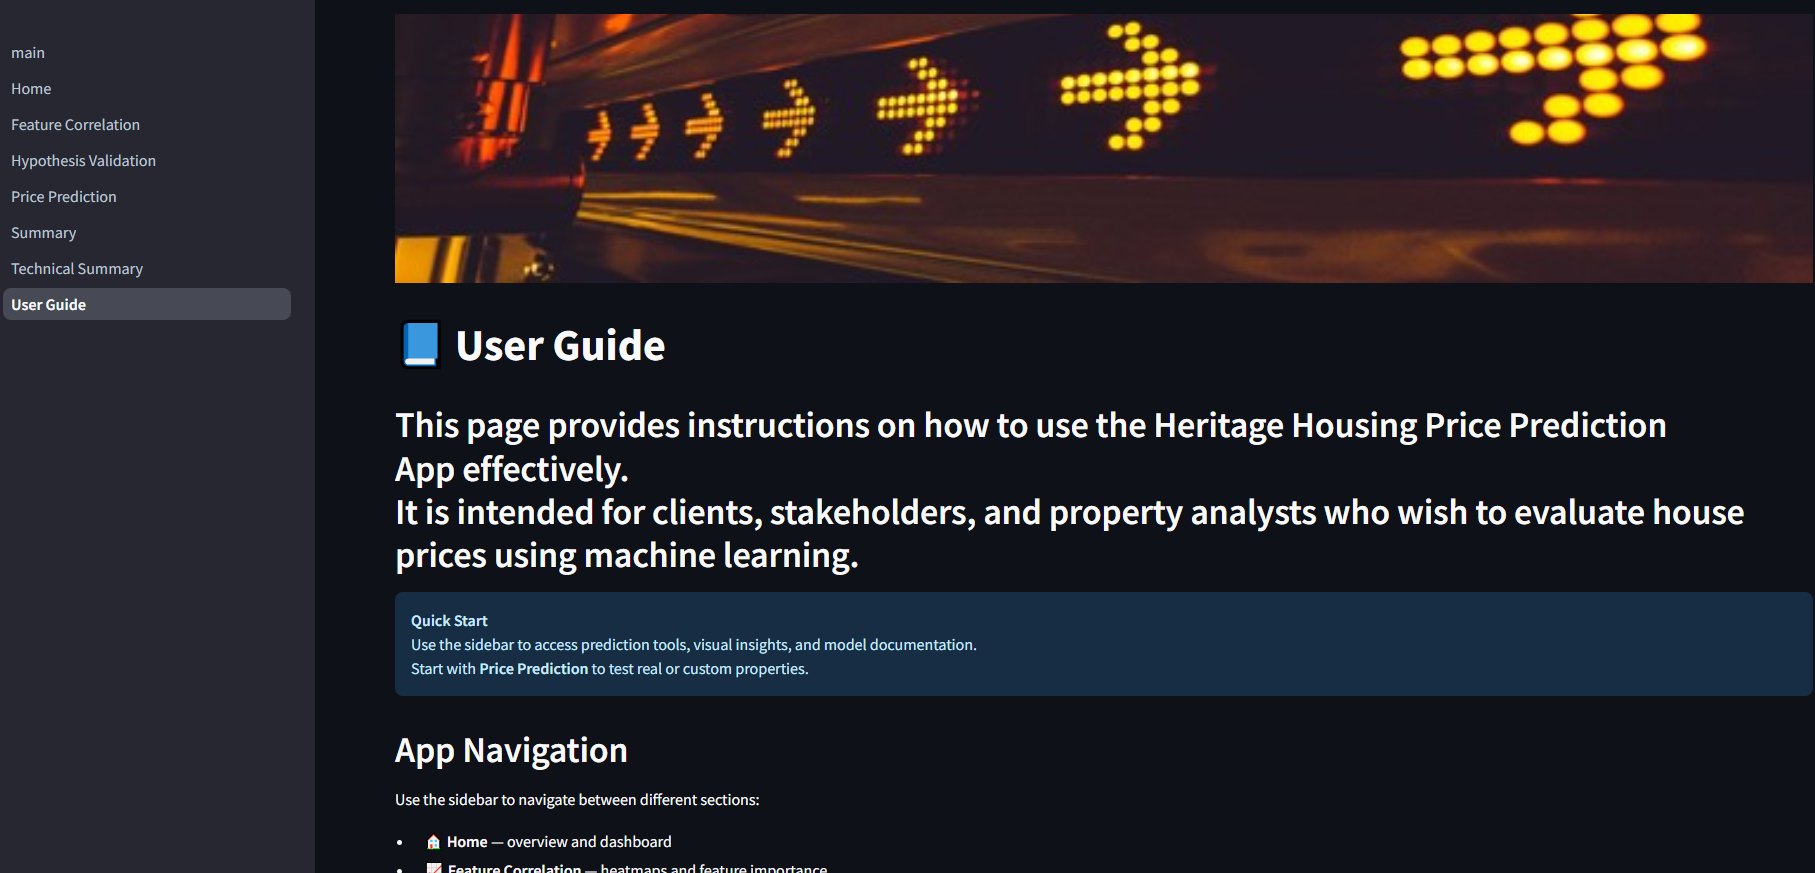 main
Home
Feature Correlation
Hypothesis Validation
Price Prediction
Summary
Technical Summary
User Guide
User Guide
This page provides instructions on how to use the Heritage Housing Price Prediction
App effectively.
It is intended for clients, stakeholders, and property analysts who wish to evaluate house
prices using machine learning.
Quick Start
Use the sidebar to access prediction tools, visual insights, and model documentation.
Start with Price Prediction to test real or custom properties.
App Navigation
Use the sidebar to navigate between different sections:
• 🏠 Home — overview and dashboard
• 📈 Feature Correlation — heatmaps and feature importance